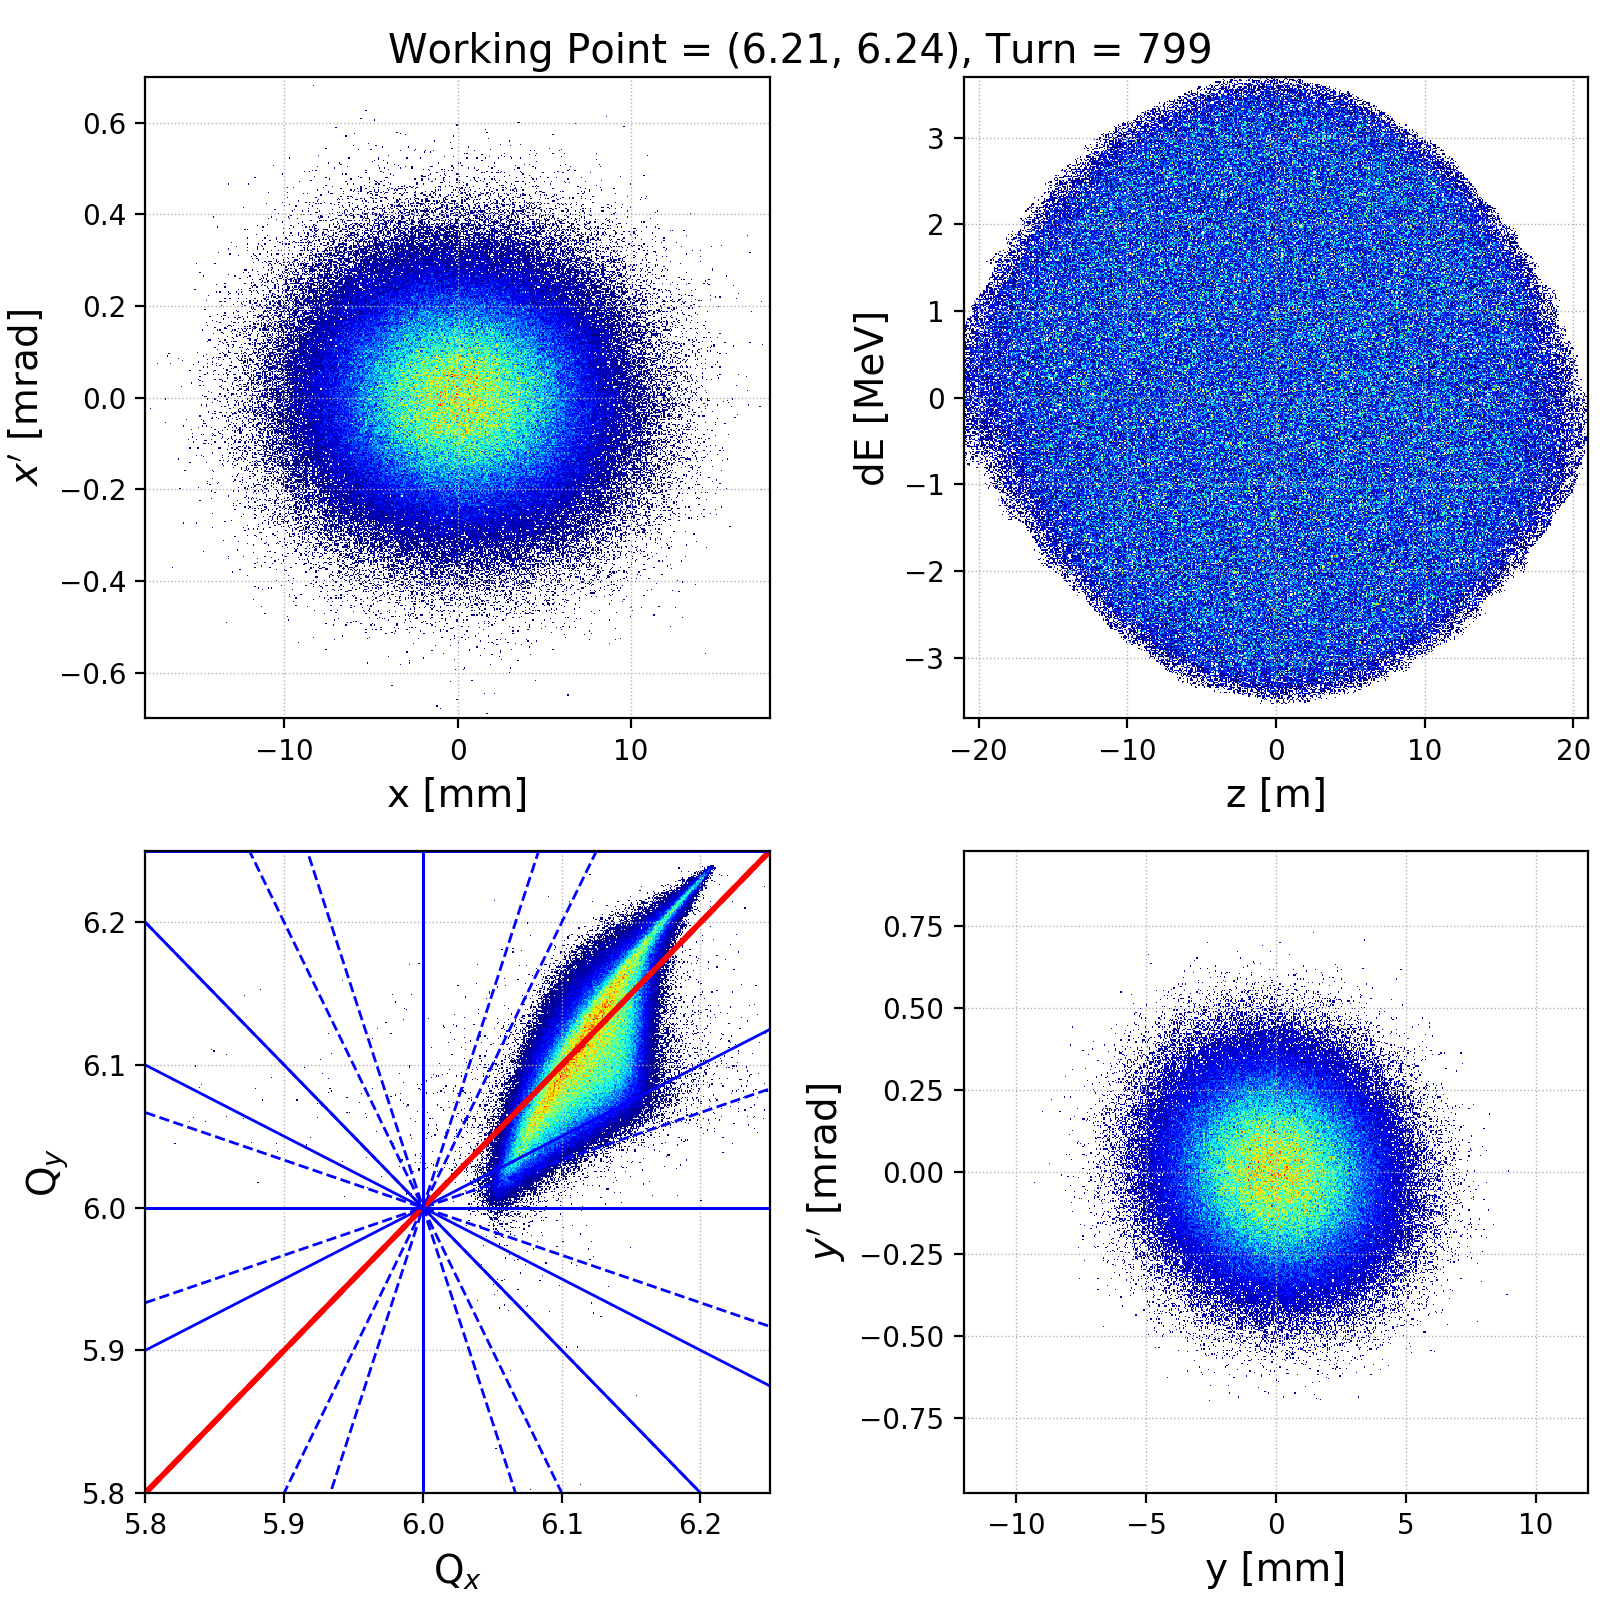 Working Point = (6.21, 6.24), Turn = 799
0.6
0.4
0.2
0.0
−0.2
−0.4
−0.6
x′ [mrad]
−10 0 10
x [mm]
3
2
1
0
−1
−2
−3
dE [MeV]
−20 −10 0 10 20
z [m]
6.2
6.1
6.0
5.9
5.8
Qy
5.8 5.9 6.0 6.1 6.2
Qx
0.75
0.50
0.25
0.00
−0.25
−0.50
−0.75
y′ [mrad]
−10 −5 0 5 10
y [mm]